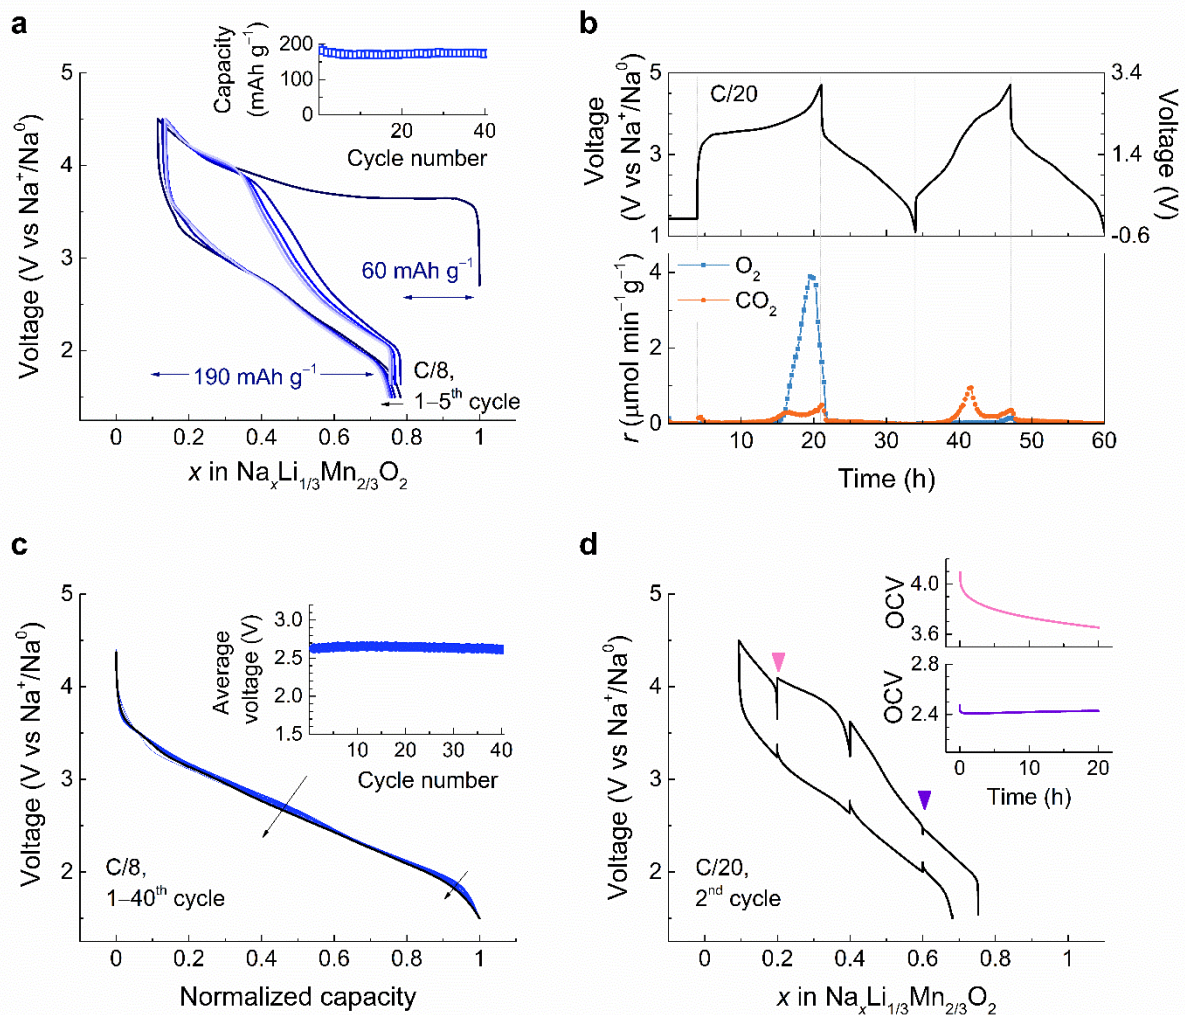 a
Capacity
(mAh g⁻¹)
200
100
0
20
40
Cycle number
5
4
3
2
Voltage (V vs Na⁺/Na⁰)
60 mAh g⁻¹
190 mAh g⁻¹
C/8,
1–5ᵗʰ cycle
0
0.2
0.4
0.6
0.8
1
x in NaₓLi₁/₃Mn₂/₃O₂
b
5
3
1
Voltage
(V vs Na⁺/Na⁰)
C/20
3.4
1.4
-0.6
Voltage
(V)
O₂
CO₂
4
2
0
r (μmol min⁻¹g⁻¹)
10
20
30
40
50
60
Time (h)
c
5
4
3
2
Voltage (V vs Na⁺/Na⁰)
Average
voltage (V)
3.0
2.5
2.0
1.5
10
20
30
40
Cycle number
C/8,
1–40ᵗʰ cycle
0
0.2
0.4
0.6
0.8
1
Normalized capacity
d
5
4
3
2
Voltage (V vs Na⁺/Na⁰)
OCV
4.0
3.6
OCV
2.8
2.4
0
20
Time (h)
C/20,
2ⁿᵈ cycle
0
0.2
0.4
0.6
0.8
1
x in NaₓLi₁/₃Mn₂/₃O₂